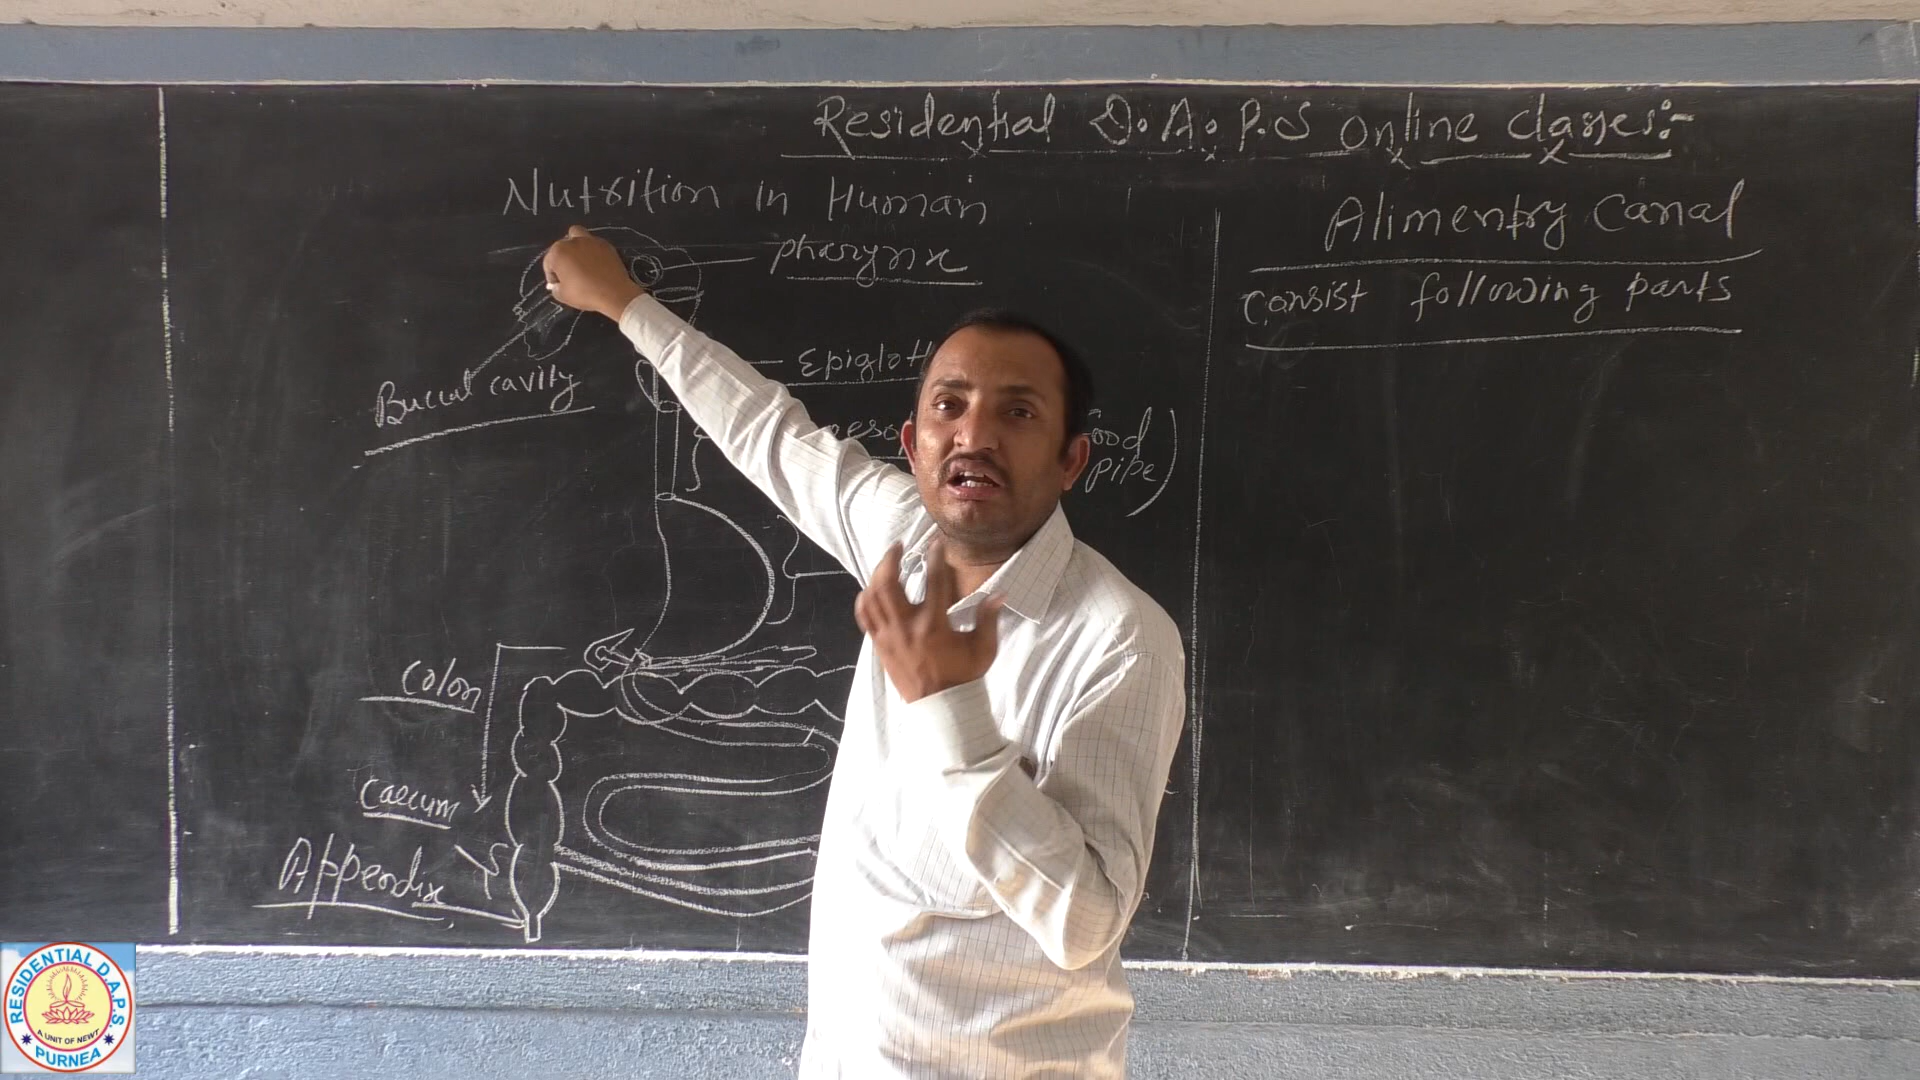 Residential D.A.P.S online classes:-
Nutrition in Human
pharynx
Buccal cavity
Epiglott
oeso
Food
pipe)
Colon
Caecum
Appendix
Alimentry Canal
Consist following parts
RESIDENTIAL D.A.P.S.
A UNIT OF NEWT
PURNEA